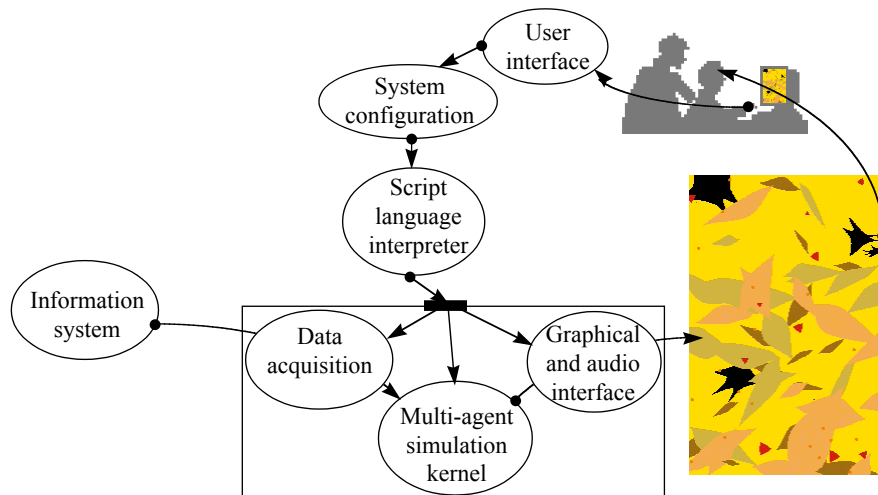 User
interface
System
configuration
Script
language
interpreter
Information
system
Data
acquisition
Graphical
and audio
interface
Multi-agent
simulation
kernel